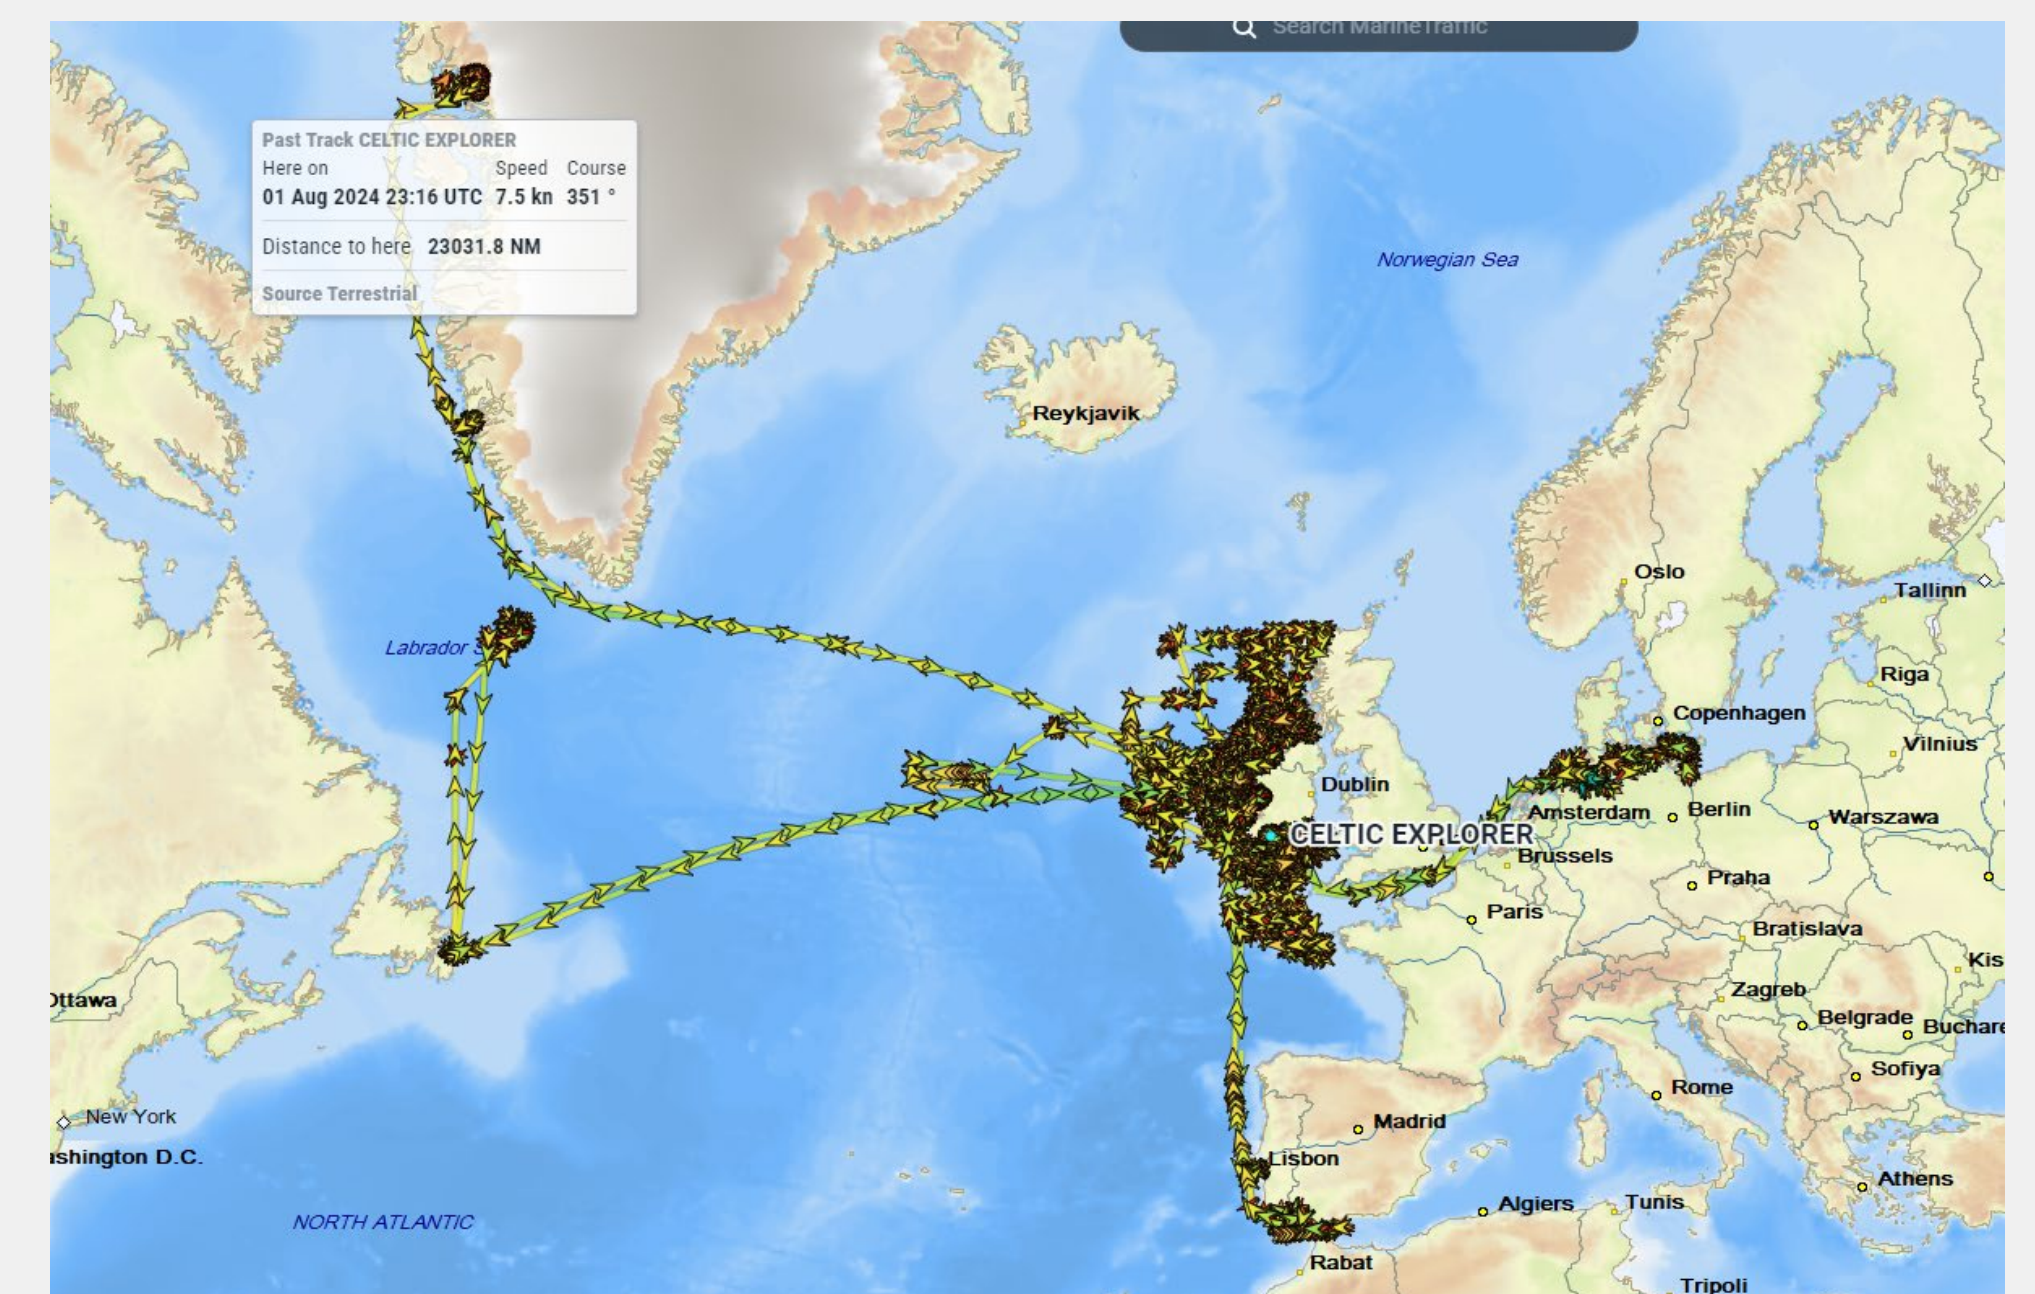 Search MarineTraffic
Past Track CELTIC EXPLORER
Here on Speed Course
01 Aug 2024 23:16 UTC 7.5 kn 351 °
Distance to here 23031.8 NM
Source Terrestrial
Norwegian Sea
Reykjavik
Oslo
Tallinn
Labrador S
Riga
Copenhagen
Vilnius
Dublin
Amsterdam
Berlin
Warszawa
CELTIC EXPLORER
Brussels
Praha
Paris
Bratislava
Kis
Ottawa
Zagreb
Belgrade
Buchare
Sofiya
Rome
New York
Madrid
ashington D.C.
Lisbon
Athens
Algiers
Tunis
NORTH ATLANTIC
Rabat
Tripoli